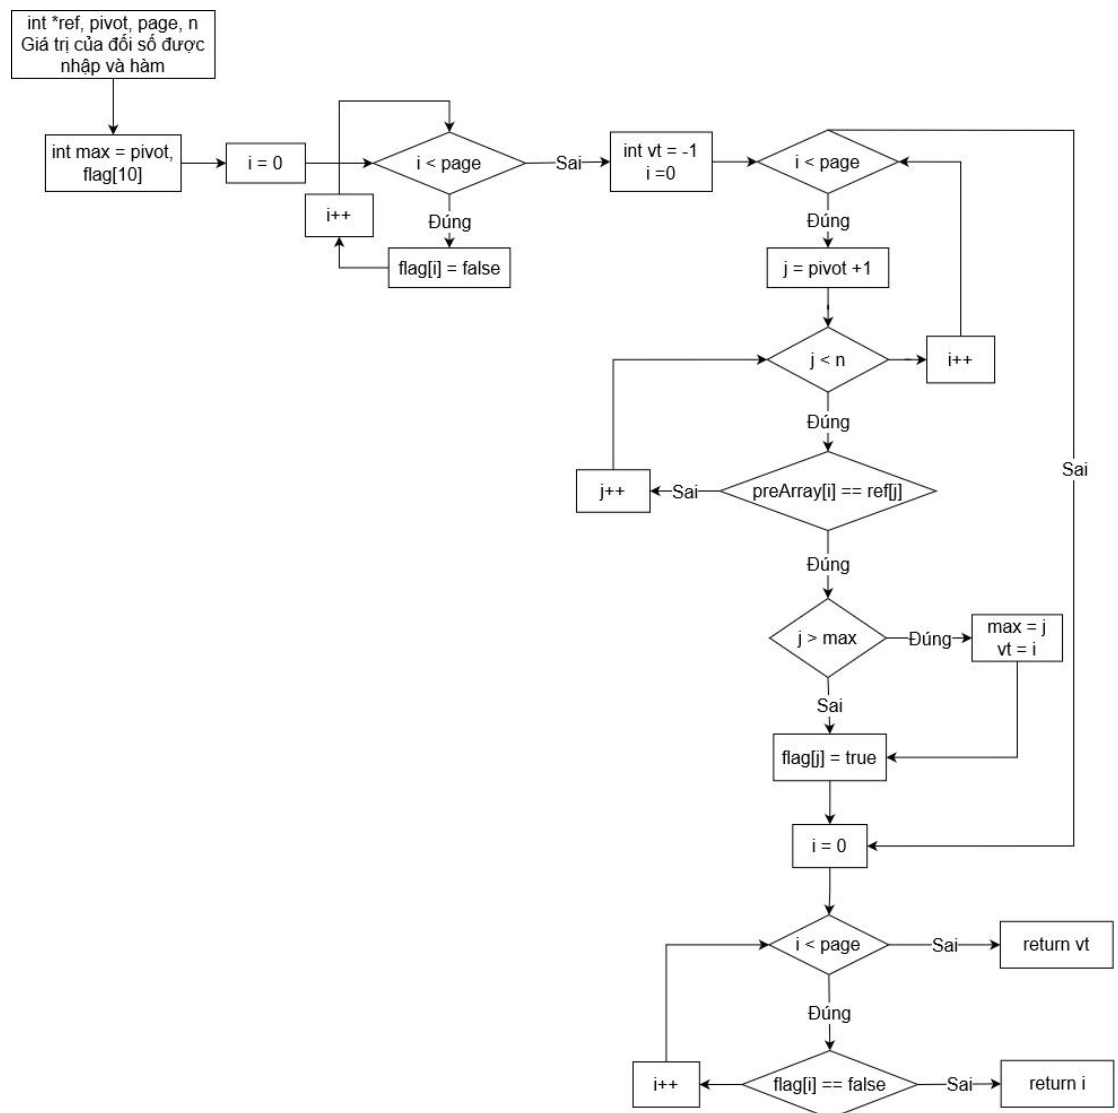 int *ref, pivot, page, n
Giá trị của đối số được
nhập và hàm
int max = pivot,
flag[10]
i = 0
i < page
Đúng
flag[i] = false
i++
Sai
int vt = -1
i =0
i < page
Đúng
j = pivot +1
j < n
i++
Đúng
preArray[i] == ref[j]
Sai
j++
Sai
Đúng
j > max
Đúng
max = j
vt = i
Sai
flag[j] = true
i = 0
i < page
Sai
return vt
Đúng
flag[i] == false
i++
Sai
return i